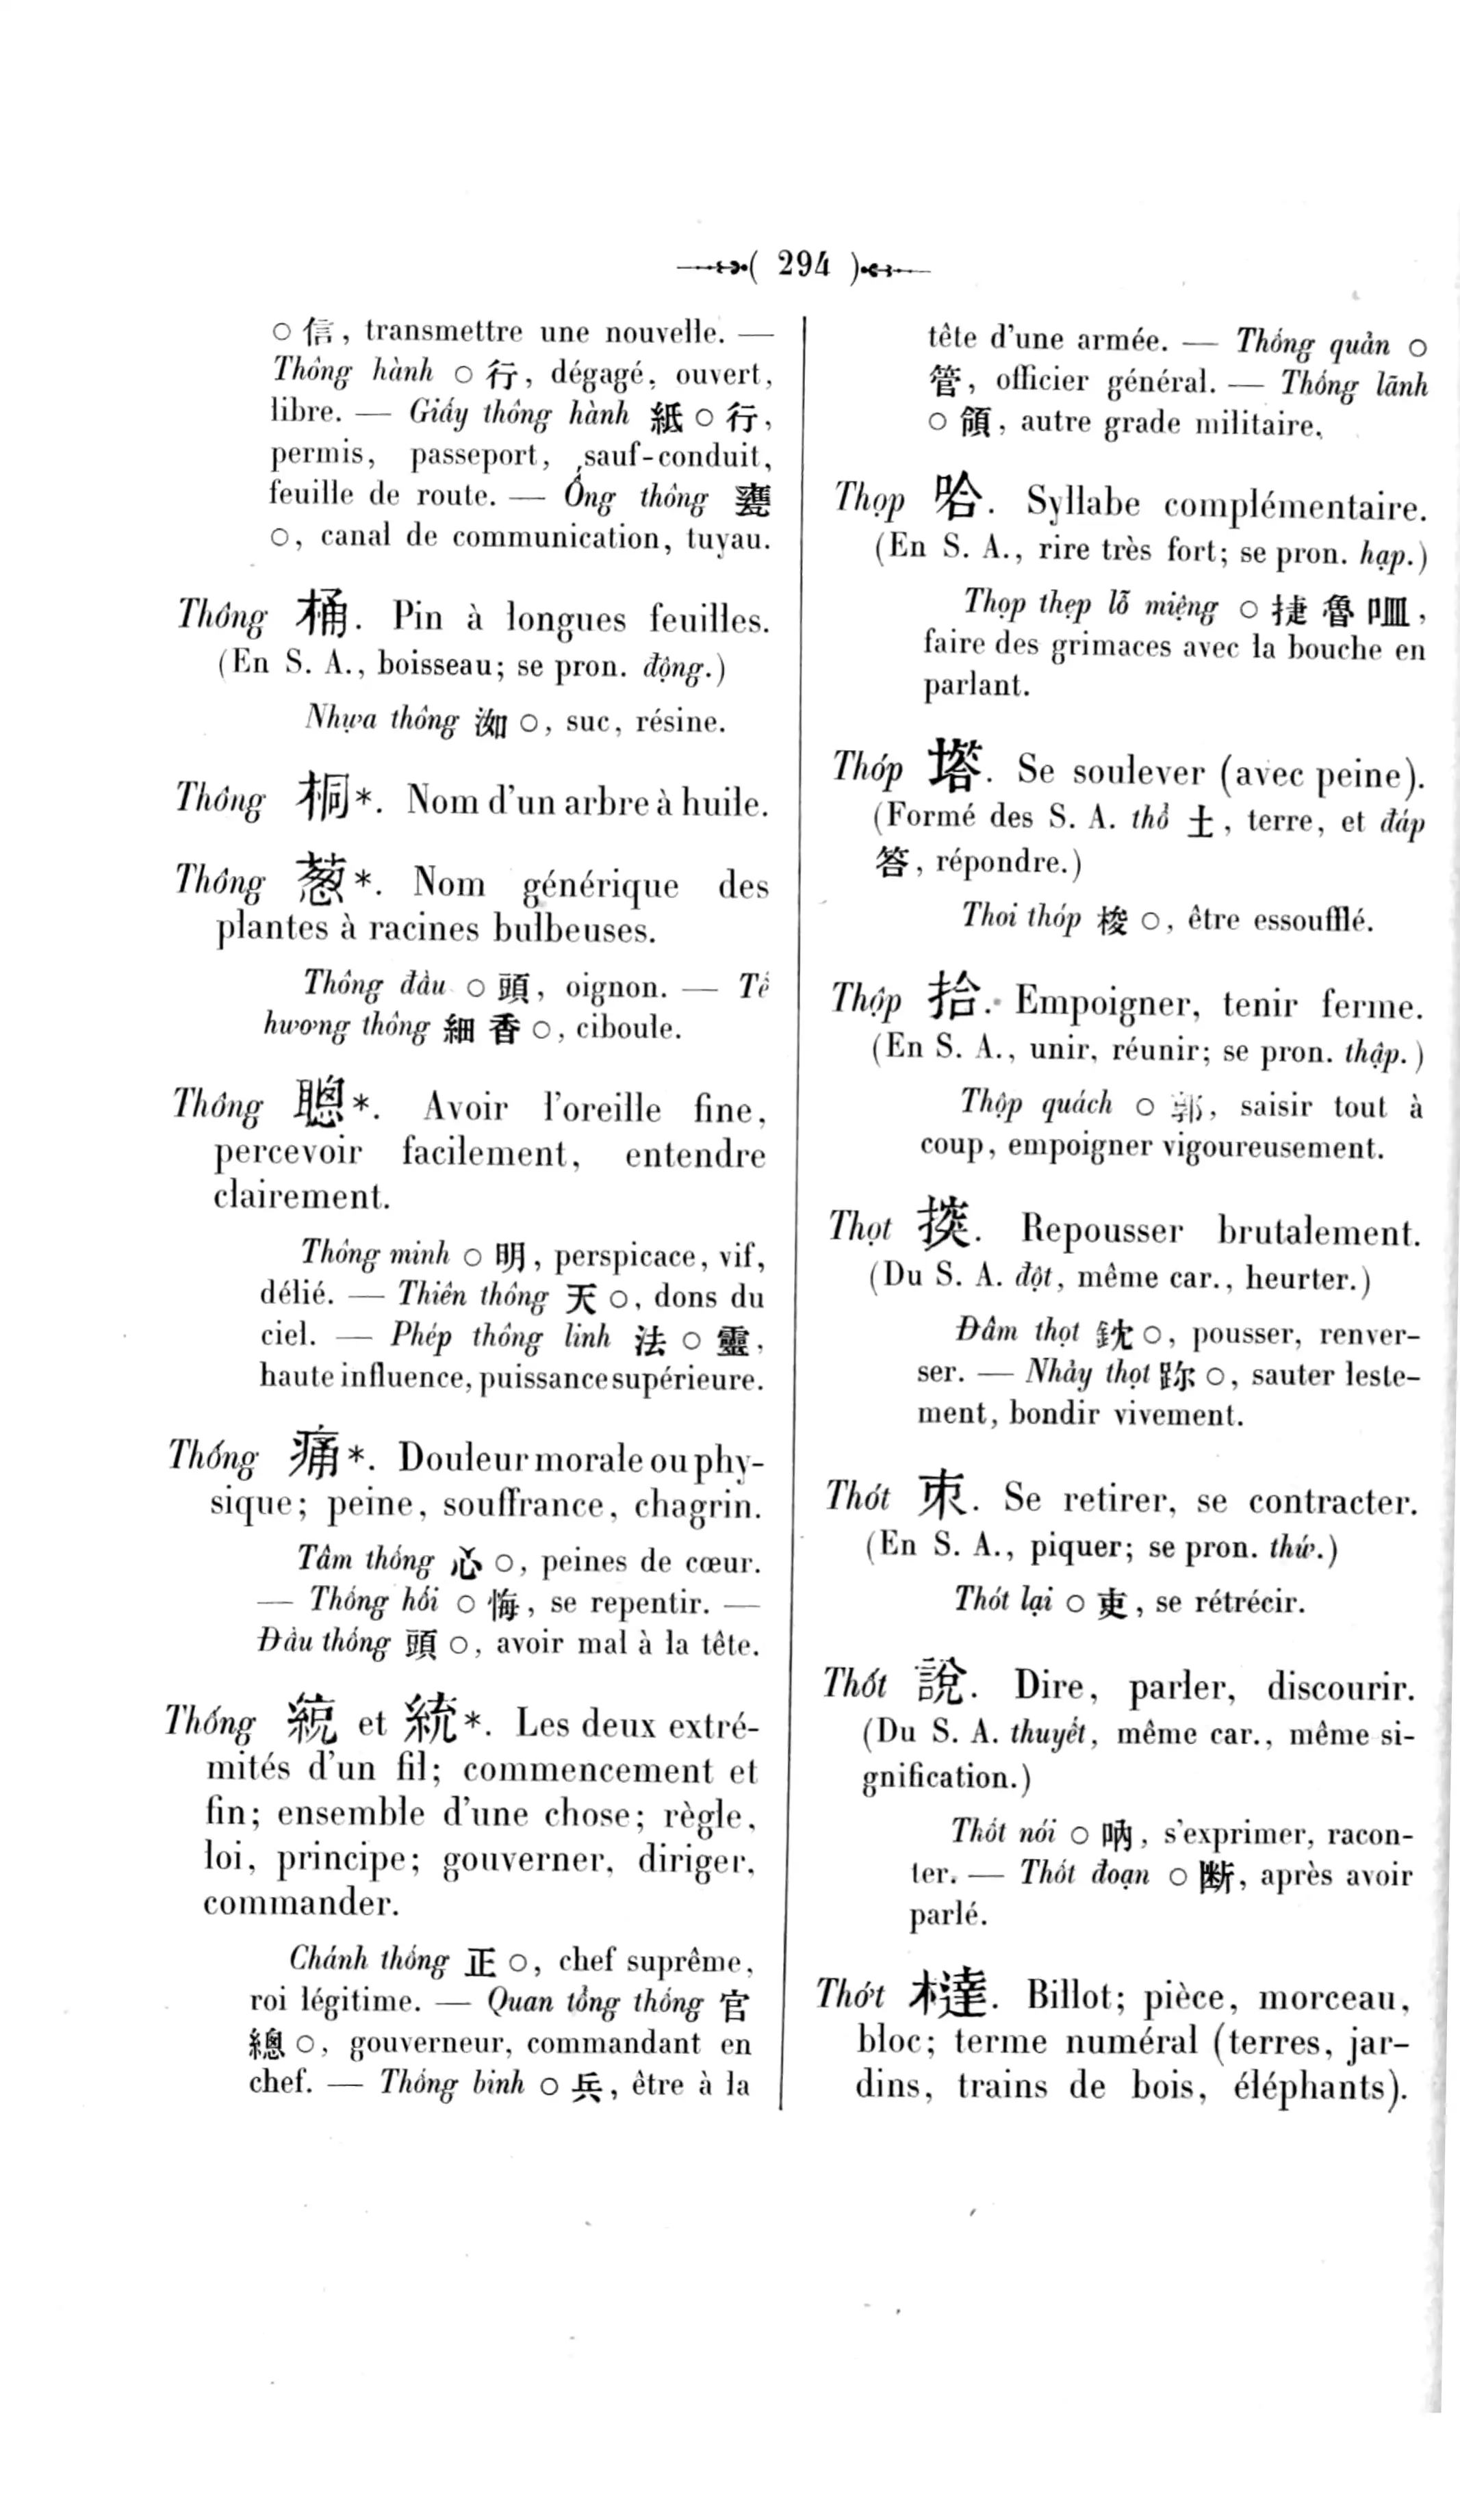 ( 294 )
○ 信, transmettre une nouvelle. —
Thông hành ○ 行, dégagé, ouvert,
libre. — Giấy thông hành 紙 ○ 行,
permis, passeport, sauf-conduit,
feuille de route. — Ống thông 甕
○, canal de communication, tuyau.
Thông 桶. Pin à longues feuilles.
(En S. A., boisseau; se pron. động.)
Nhựa thông 洳 ○, suc, résine.
Thông 桐*. Nom d'un arbre à huile.
Thông 葱*. Nom générique des
plantes à racines bulbeuses.
Thông đầu ○ 頭, oignon. — Tế
hương thông 細 香 ○, ciboule.
Thông 聰*. Avoir l'oreille fine,
percevoir facilement, entendre
clairement.
Thông minh ○ 明, perspicace, vif,
délié. — Thiên thông 天 ○, dons du
ciel. — Phép thông linh 法 ○ 靈,
haute influence, puissance supérieure.
Thống 痛*. Douleur morale ou phy-
sique; peine, souffrance, chagrin.
Tâm thống 心 ○, peines de cœur.
— Thống hối ○ 悔, se repentir. —
Đầu thống 頭 ○, avoir mal à la tête.
Thống 綂 et 統*. Les deux extré-
mités d'un fil; commencement et
fin; ensemble d'une chose; règle,
loi, principe; gouverner, diriger,
commander.
Chánh thống 正 ○, chef suprême,
roi légitime. — Quan tổng thống 官
總 ○, gouverneur, commandant en
chef. — Thống binh ○ 兵, être à la
tête d'une armée. — Thống quản ○
管, officier général. — Thống lãnh
○ 領, autre grade militaire.
Thọp 哈. Syllabe complémentaire.
(En S. A., rire très fort; se pron. hạp.)
Thọp thẹp lỗ miệng ○ 捷 魯 𠰘,
faire des grimaces avec la bouche en
parlant.
Thóp 塔. Se soulever (avec peine).
(Formé des S. A. thổ 土, terre, et đáp
答, répondre.)
Thoi thóp 梭 ○, être essoufflé.
Thộp 拾. Empoigner, tenir ferme.
(En S. A., unir, réunir; se pron. thập.)
Thộp quách ○ 郭, saisir tout à
coup, empoigner vigoureusement.
Thọt 揬. Repousser brutalement.
(Du S. A. đột, même car., heurter.)
Đâm thọt 鈂 ○, pousser, renver-
ser. — Nhảy thọt 𨁋 ○, sauter leste-
ment, bondir vivement.
Thót 朿. Se retirer, se contracter.
(En S. A., piquer; se pron. thứ.)
Thót lại ○ 吏, se rétrécir.
Thốt 說. Dire, parler, discourir.
(Du S. A. thuyết, même car., même si-
gnification.)
Thốt nói ○ 吶, s'exprimer, racon-
ter. — Thốt đoạn ○ 断, après avoir
parlé.
Thớt 橽. Billot; pièce, morceau,
bloc; terme numéral (terres, jar-
dins, trains de bois, éléphants).